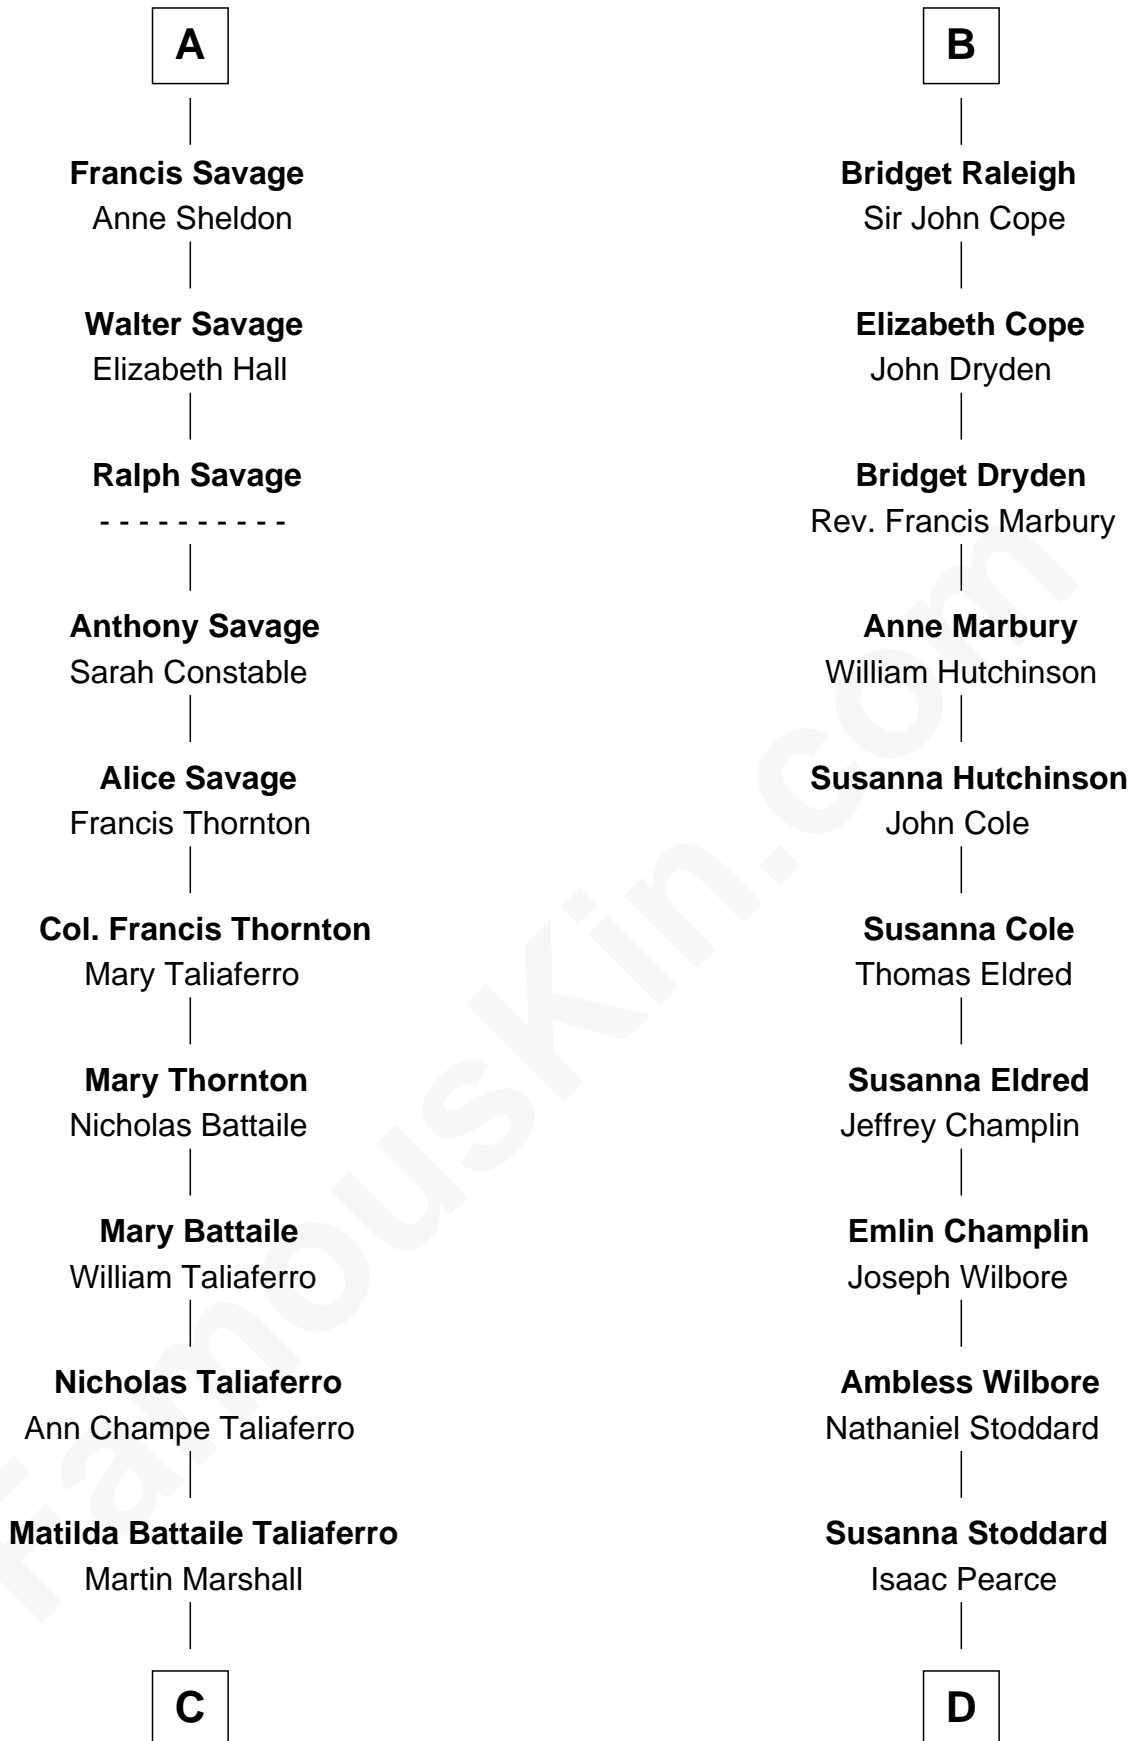 A
Francis Savage
Anne Sheldon
Walter Savage
Elizabeth Hall
Ralph Savage
- - - - - - - - - -
Anthony Savage
Sarah Constable
Alice Savage
Francis Thornton
Col. Francis Thornton
Mary Taliaferro
Mary Thornton
Nicholas Battaile
Mary Battaile
William Taliaferro
Nicholas Taliaferro
Ann Champe Taliaferro
Matilda Battaile Taliaferro
Martin Marshall
C
B
Bridget Raleigh
Sir John Cope
Elizabeth Cope
John Dryden
Bridget Dryden
Rev. Francis Marbury
Anne Marbury
William Hutchinson
Susanna Hutchinson
John Cole
Susanna Cole
Thomas Eldred
Susanna Eldred
Jeffrey Champlin
Emlin Champlin
Joseph Wilbore
Ambless Wilbore
Nathaniel Stoddard
Susanna Stoddard
Isaac Pearce
D
FamousKin.com